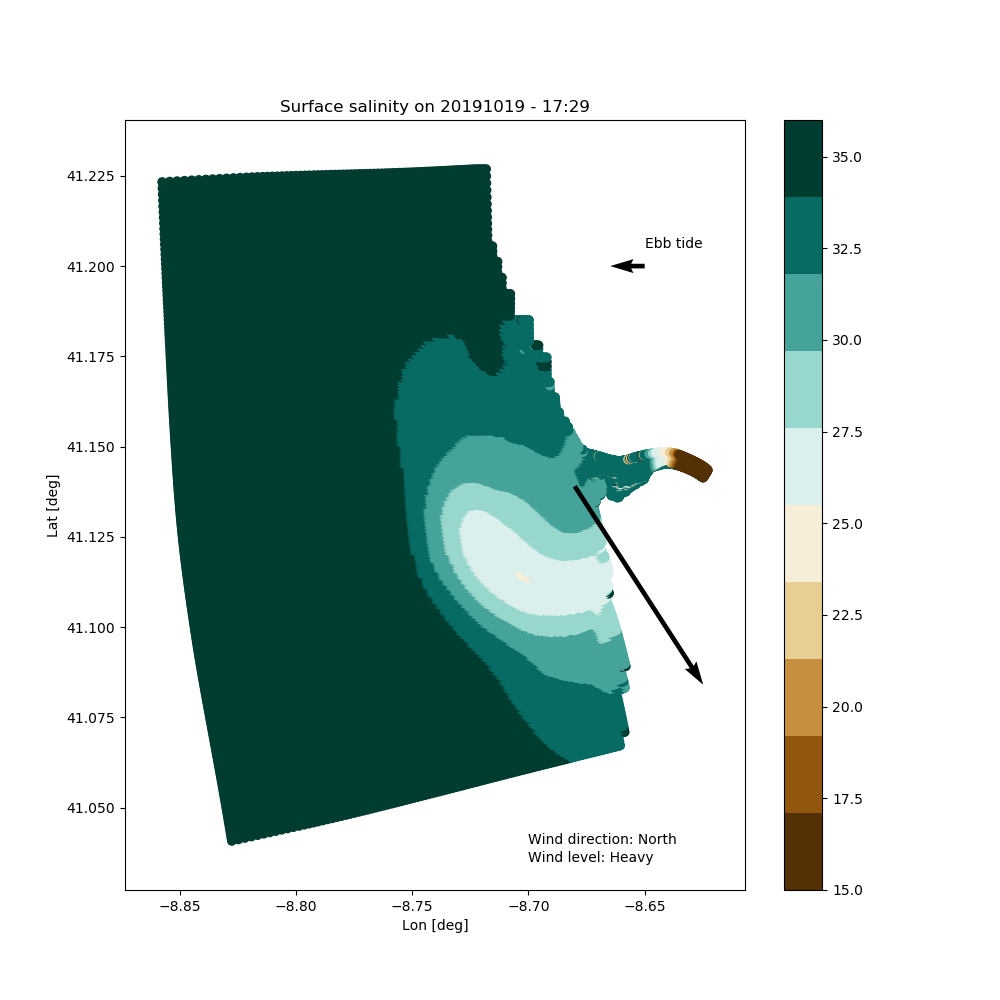 Surface salinity on 20191019 - 17:29
Lat [deg]
41.225
41.200
41.175
41.150
41.125
41.100
41.075
41.050
Ebb tide
Wind direction: North
Wind level: Heavy
−8.85 −8.80 −8.75 −8.70 −8.65
Lon [deg]
35.0
32.5
30.0
27.5
25.0
22.5
20.0
17.5
15.0